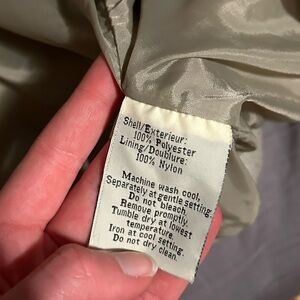 Shell/Exterieur:
100% Polyester
Lining/Doublure:
100% Nylon
Machine wash cool,
Separately at gentle setting.
Do not bleach.
Remove promptly.
Tumble dry at lowest
temperature.
Iron at cool setting.
Do not dry clean.